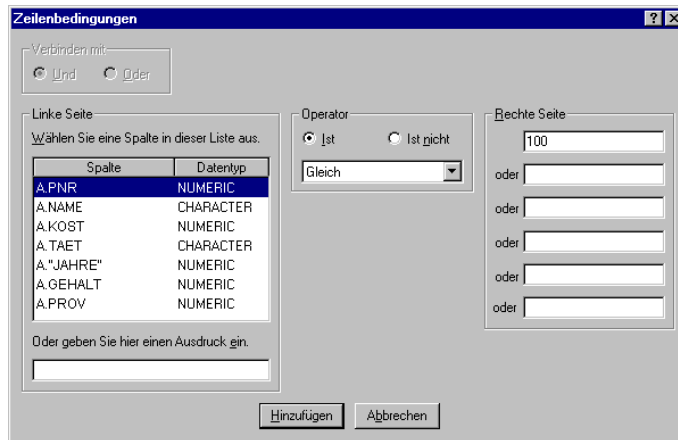 Zeilenbedingungen
Verbinden mit
Und Oder
Linke Seite
Wählen Sie eine Spalte in dieser Liste aus.
Spalte Datentyp
A.PNR NUMERIC
A.NAME CHARACTER
A.KOST NUMERIC
A.TAET CHARACTER
A."JAHRE" NUMERIC
A.GEHALT NUMERIC
A.PROV NUMERIC
Oder geben Sie hier einen Ausdruck ein.
Operator
Ist Ist nicht
Gleich
Rechte Seite
100
oder
oder
oder
oder
oder
Hinzufügen Abbrechen